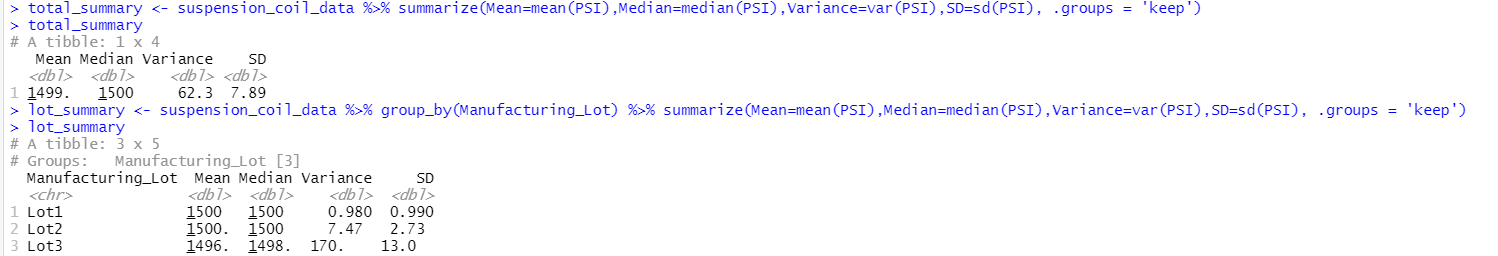 > total_summary <- suspension_coil_data %>% summarize(Mean=mean(PSI),Median=median(PSI),Variance=var(PSI),SD=sd(PSI), .groups = 'keep')
> total_summary
# A tibble: 1 x 4
   Mean Median Variance    SD
  <dbl>  <dbl>    <dbl> <dbl>
1 1499.   1500     62.3  7.89
> lot_summary <- suspension_coil_data %>% group_by(Manufacturing_Lot) %>% summarize(Mean=mean(PSI),Median=median(PSI),Variance=var(PSI),SD=sd(PSI), .groups = 'keep')
> lot_summary
# A tibble: 3 x 5
# Groups:   Manufacturing_Lot [3]
  Manufacturing_Lot  Mean Median Variance     SD
  <chr>             <dbl>  <dbl>    <dbl>  <dbl>
1 Lot1              1500   1500     0.980  0.990
2 Lot2              1500.  1500     7.47   2.73
3 Lot3              1496.  1498.  170.    13.0